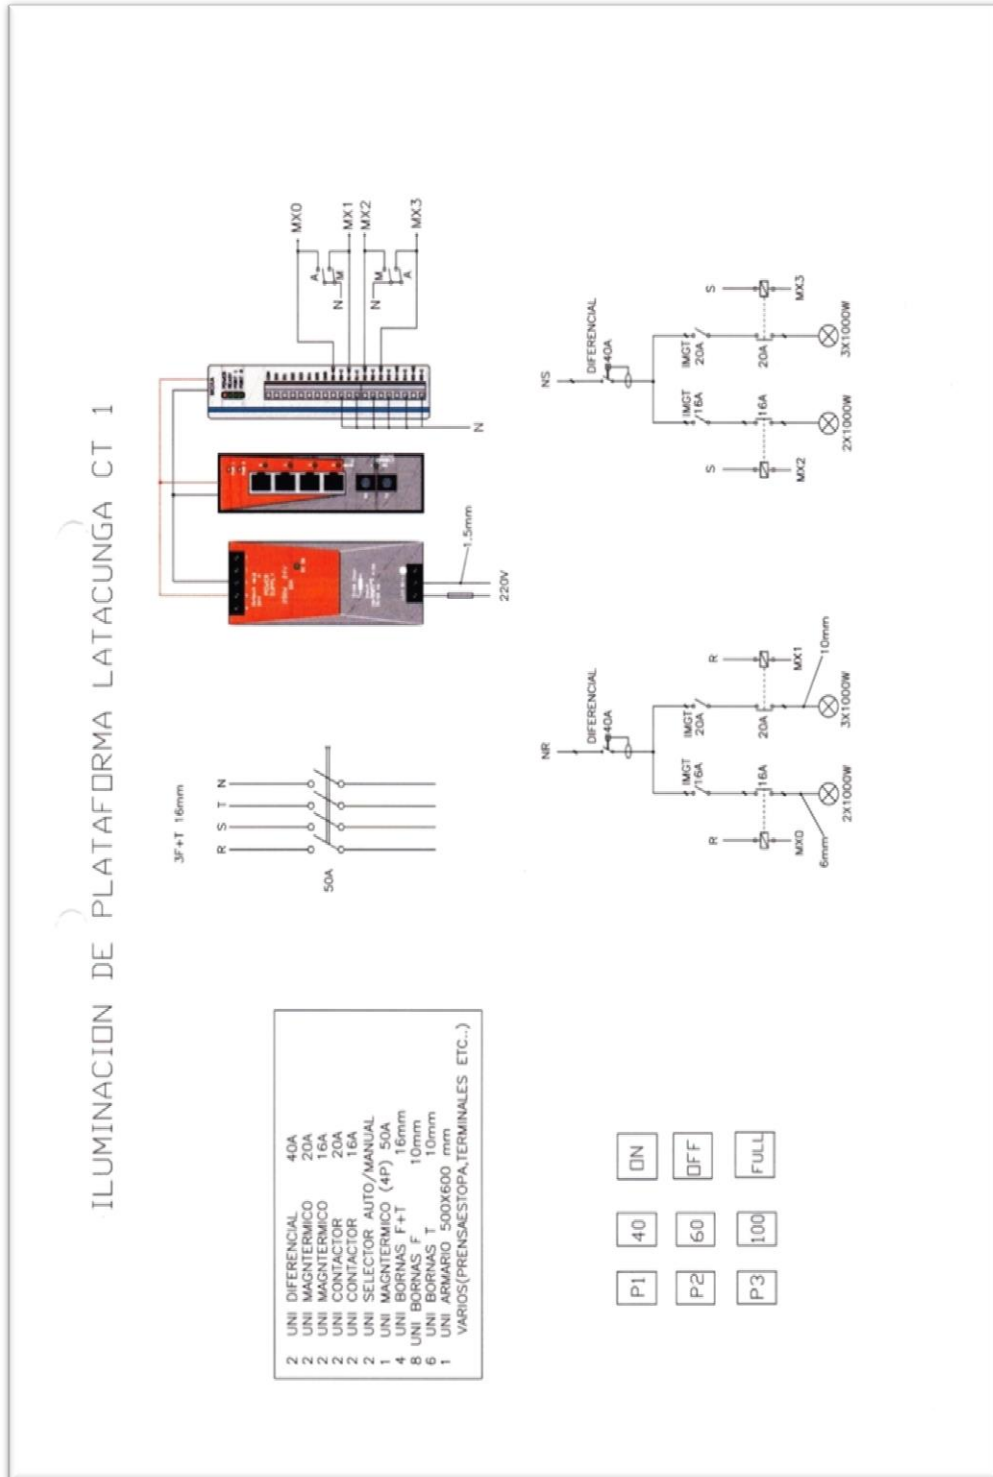 ILUMINACION DE PLATAFORMA LATACUNGA CT 1
2 UNI DIFERENCIAL 40A
2 UNI MAGNTERMICO 20A
2 UNI MAGNTERMICO 16A
2 UNI CONTACTOR 20A
2 UNI CONTACTOR 16A
2 UNI SELECTOR AUTO/MANUAL
1 UNI MAGNTERMICO (4P) 50A
4 UNI BORNAS F+T 16mm
8 UNI BORNAS F 10mm
6 UNI BORNAS T 10mm
1 UNI ARMARIO 500X600 mm
VARIOS(PRENSAESTOPA,TERMINALES ETC..)
3F+T 16mm
R S T N
50A
POWER
SUPPLY
220V
1.5mm
MOXA
N
MX0
A
M
N
MX1
MX2
M
A
N
MX3
P1 40 ON
P2 60 OFF
P3 100 FULL
NR
DIFERENCIAL
40A
IMGT
16A
IMGT
20A
R
16A
MX0
R
20A
MX1
6mm
10mm
2X1000W
3X1000W
NS
DIFERENCIAL
40A
IMGT
16A
IMGT
20A
S
16A
MX2
S
20A
MX3
2X1000W
3X1000W